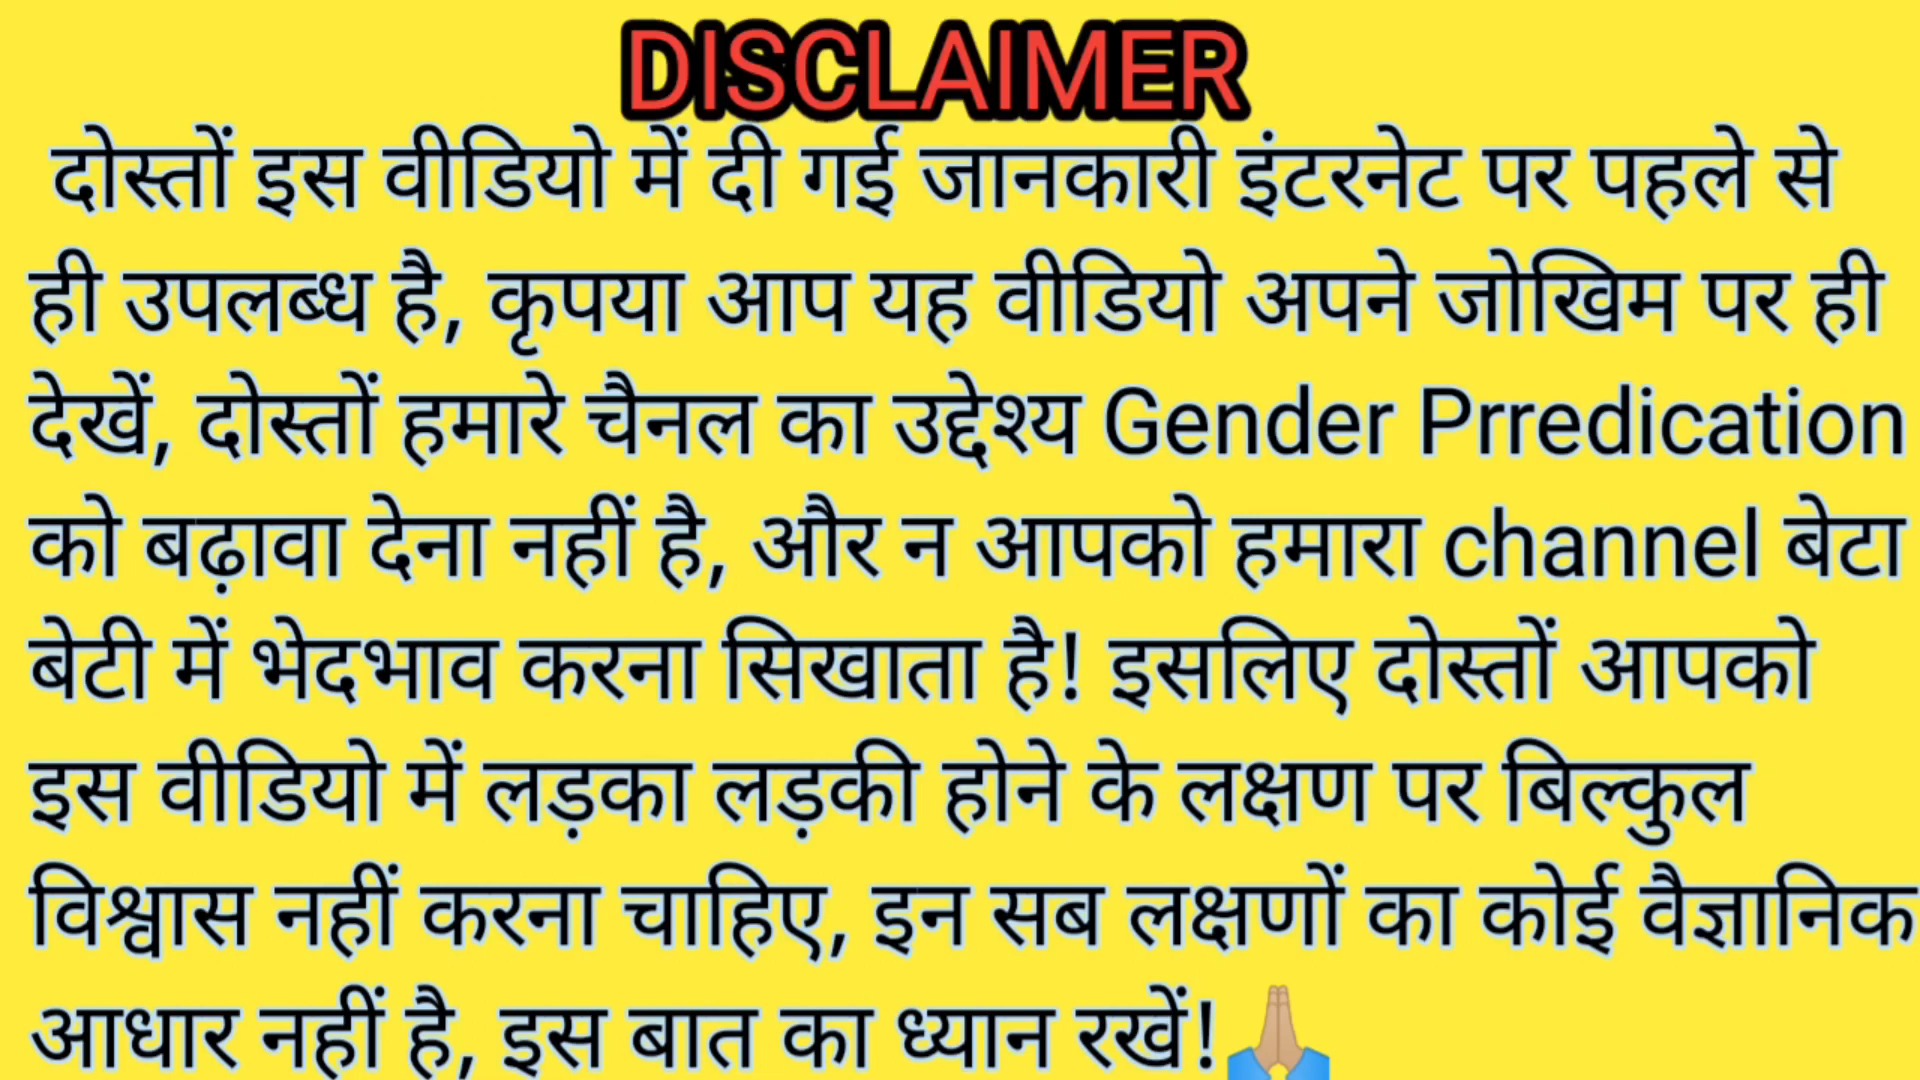 DISCLAIMER
दोस्तों इस वीडियो में दी गई जानकारी इंटरनेट पर पहले से
ही उपलब्ध है, कृपया आप यह वीडियो अपने जोखिम पर ही
देखें, दोस्तों हमारे चैनल का उद्देश्य Gender Prredication
को बढ़ावा देना नहीं है, और न आपको हमारा channel बेटा
बेटी में भेदभाव करना सिखाता है! इसलिए दोस्तों आपको
इस वीडियो में लड़का लड़की होने के लक्षण पर बिल्कुल
विश्वास नहीं करना चाहिए, इन सब लक्षणों का कोई वैज्ञानिक
आधार नहीं है, इस बात का ध्यान रखें!🙏